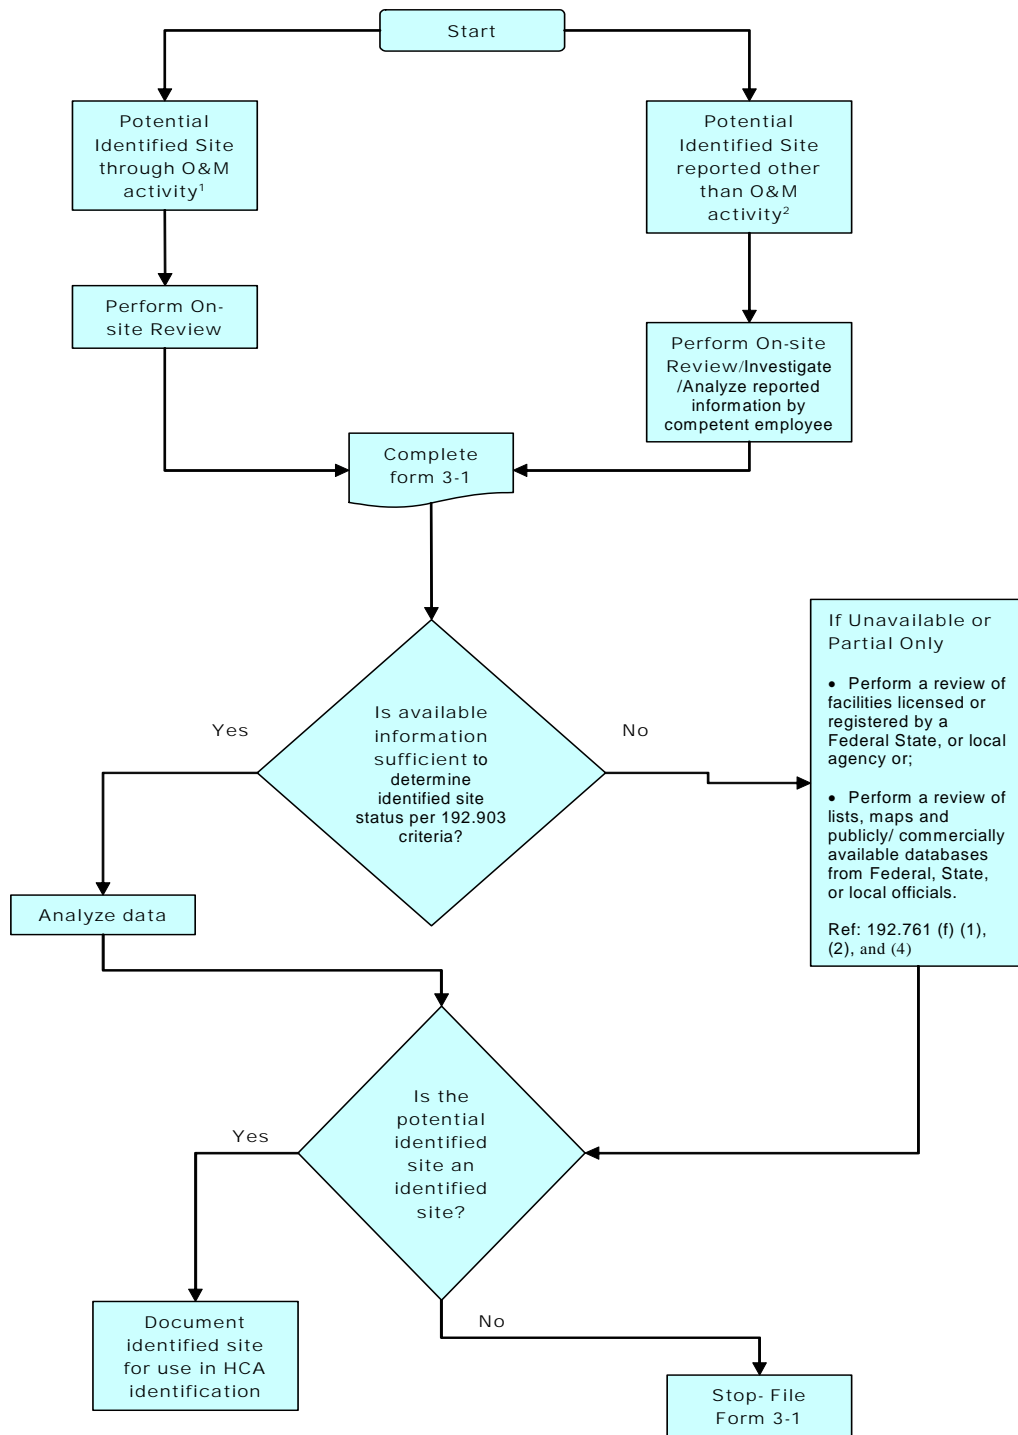 Start
Potential
Identified Site
through O&M
activity¹
Potential
Identified Site
reported other
than O&M
activity²
Perform On-
site Review
Perform On-site
Review/Investigate
/Analyze reported
information by
competent employee
Complete
form 3-1
Is available
information
sufficient to
determine
identified site
status per 192.903
criteria?
Yes
No
If Unavailable or
Partial Only
• Perform a review of
facilities licensed or
registered by a
Federal State, or local
agency or;
• Perform a review of
lists, maps and
publicly/ commercially
available databases
from Federal, State,
or local officials.
Ref: 192.761 (f) (1),
(2), and (4)
Analyze data
Is the
potential
identified
site an
identified
site?
Yes
No
Document
identified site
for use in HCA
identification
Stop- File
Form 3-1